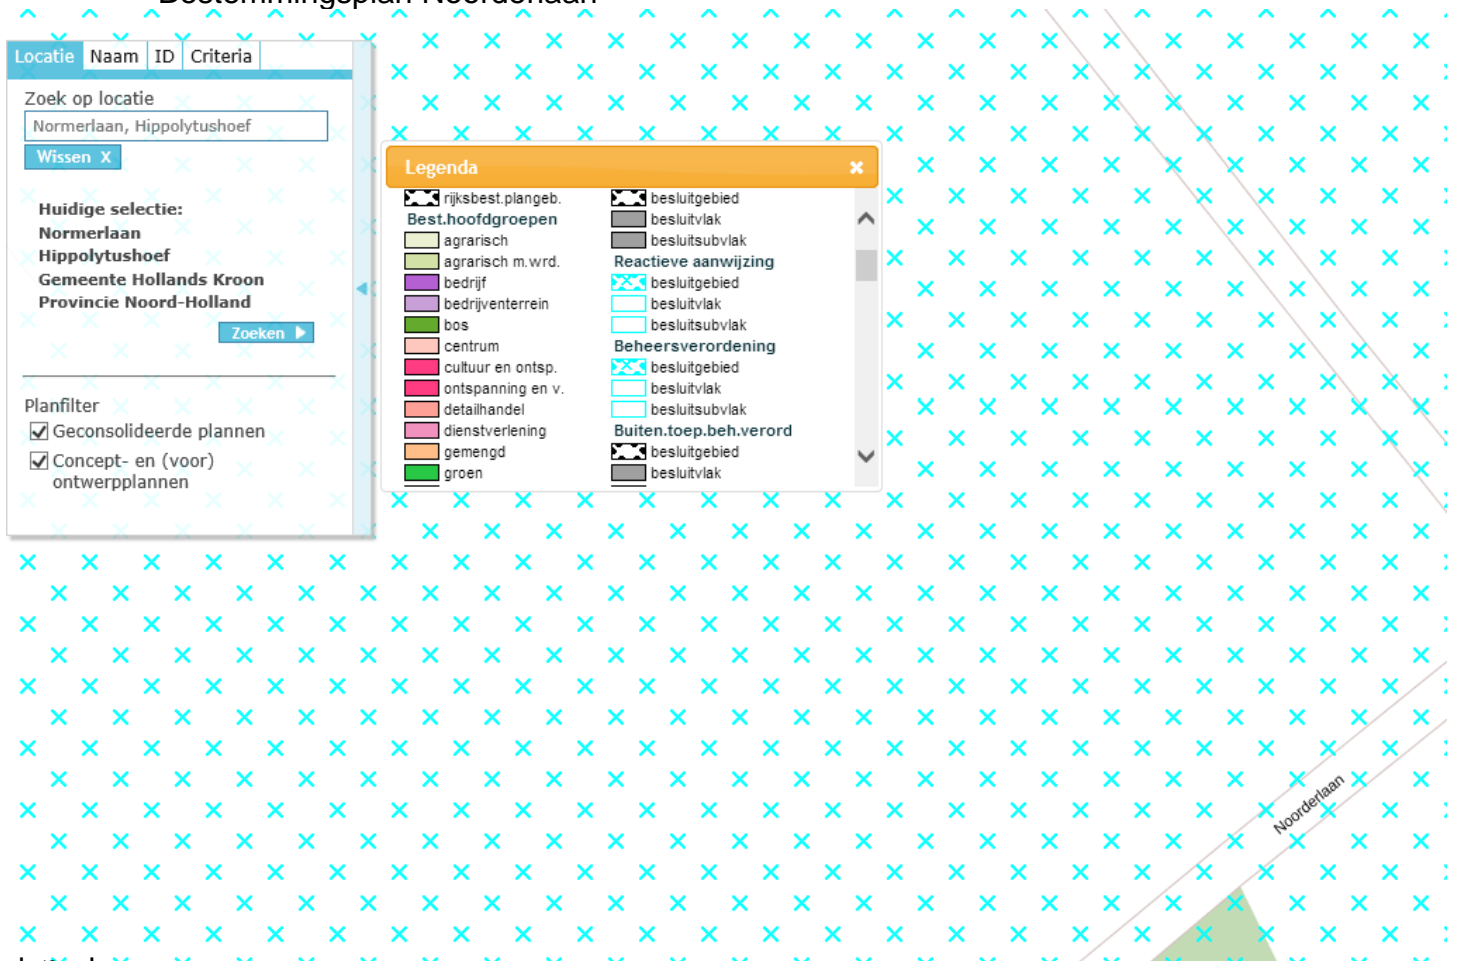 Bestemmingsplan Noorderlaan
Locatie Naam ID Criteria
Zoek op locatie
Normerlaan, Hippolytushoef
Wissen X
Huidige selectie:
Normerlaan
Hippolytushoef
Gemeente Hollands Kroon
Provincie Noord-Holland
Zoeken
Planfilter
Geconsolideerde plannen
Concept- en (voor)
ontwerpplannen
Legenda
rijksbest.plangeb.
Best.hoofdgroepen
agrarisch
agrarisch m.wrd.
bedrijf
bedrijventerrein
bos
centrum
cultuur en ontsp.
ontspanning en v.
detailhandel
dienstverlening
gemengd
groen
besluitgebied
besluitvlak
besluitsubvlak
Reactieve aanwijzing
besluitgebied
besluitvlak
besluitsubvlak
Beheersverordening
besluitgebied
besluitvlak
besluitsubvlak
Buiten.toep.beh.verord
besluitgebied
besluitvlak
Noorderlaan